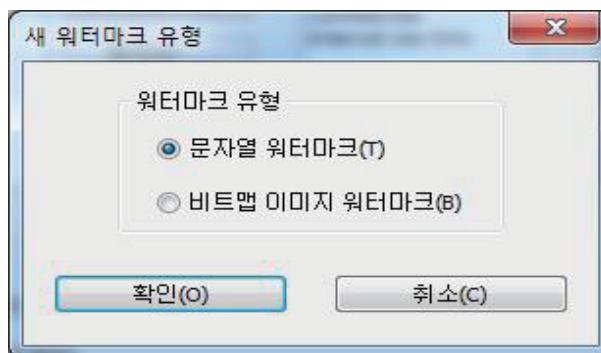 새 워터마크 유형
워터마크 유형
문자열 워터마크(T)
비트맵 이미지 워터마크(B)
확인(O)
취소(C)